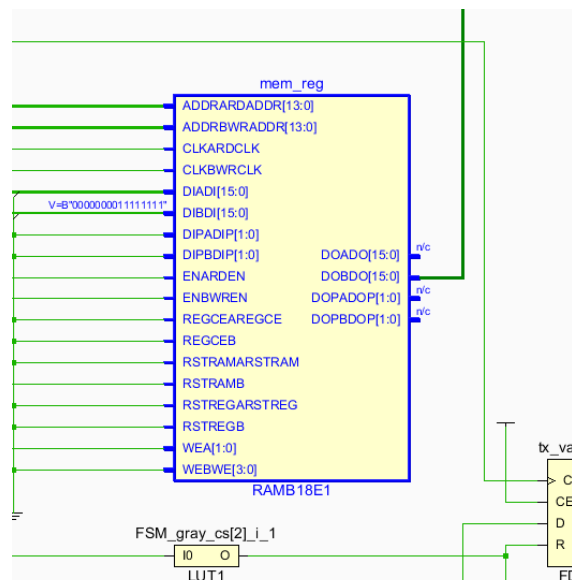 mem_reg
ADDRARDADDR[13:0]
ADDRBWRADDR[13:0]
CLKARDCLK
CLKBWRCLK
DIADI[15:0]
V=B"0000000011111111"
DIBDI[15:0]
DIPADIP[1:0]
DIPBDIP[1:0]
ENARDEN
ENBWREN
REGCEAREGCE
REGCEB
RSTRAMARSTRAM
RSTRAMB
RSTREGARSTREG
RSTREGB
WEA[1:0]
WEBWE[3:0]
DOADO[15:0]
n/c
DOBDO[15:0]
DOPADOP[1:0]
n/c
DOPBDOP[1:0]
n/c
RAMB18E1
FSM_gray_cs[2]_i_1
I0 O
LUT1
tx_va
C
CE
D
R
FD